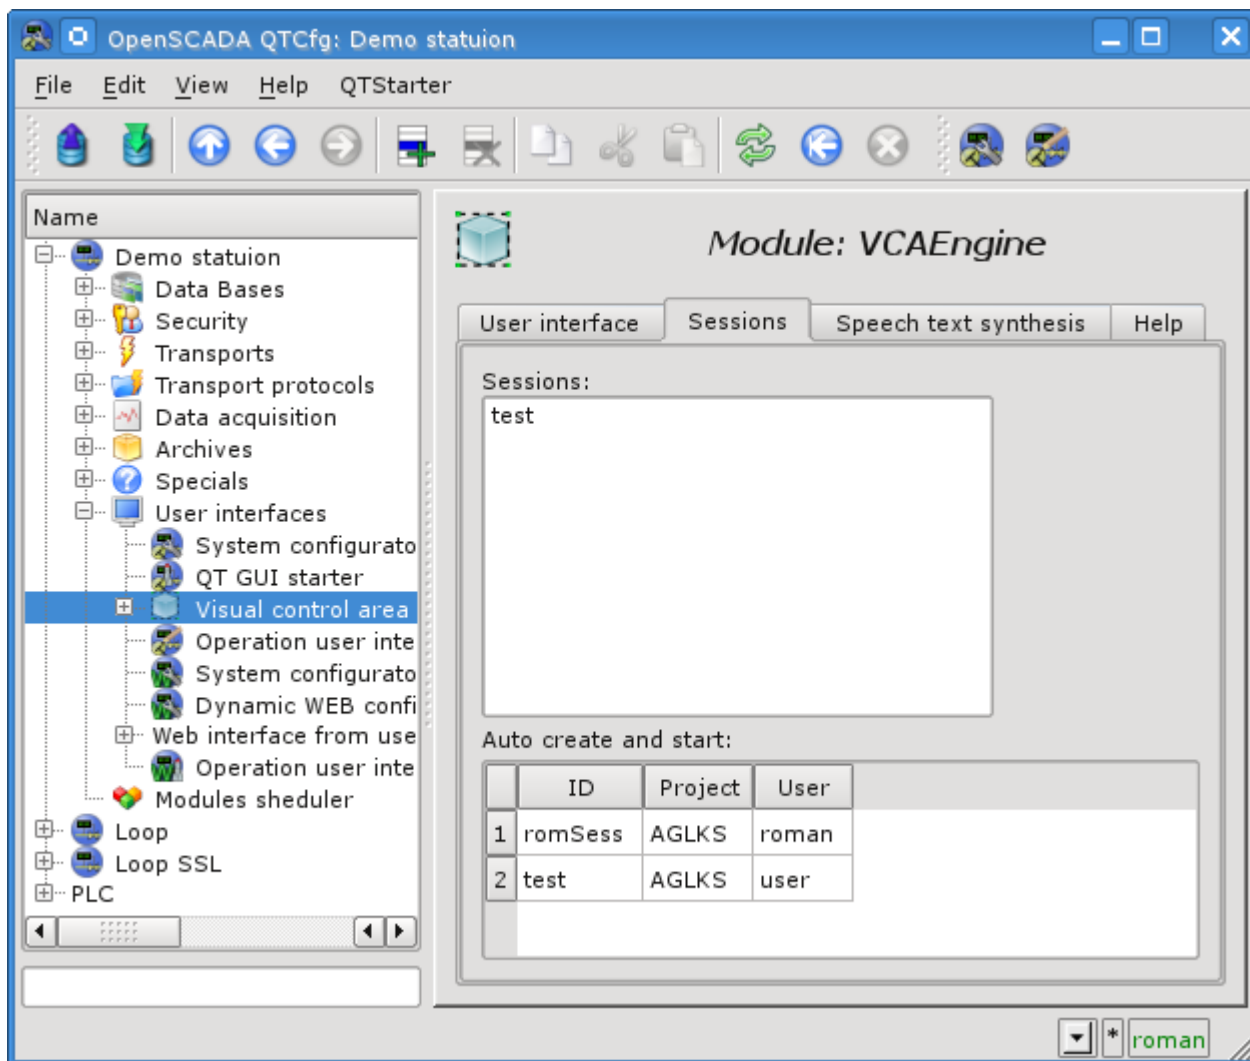 OpenSCADA QTCfg: Demo statuion
File Edit View Help QTStarter
Name
Demo statuion
Data Bases
Security
Transports
Transport protocols
Data acquisition
Archives
Specials
User interfaces
System configurato
QT GUI starter
Visual control area
Operation user inte
System configurato
Dynamic WEB confi
Web interface from use
Operation user inte
Modules sheduler
Loop
Loop SSL
PLC
Module: VCAEngine
User interface Sessions Speech text synthesis Help
Sessions:
test
Auto create and start:
ID Project User
1 romSess AGLKS roman
2 test AGLKS user
* roman